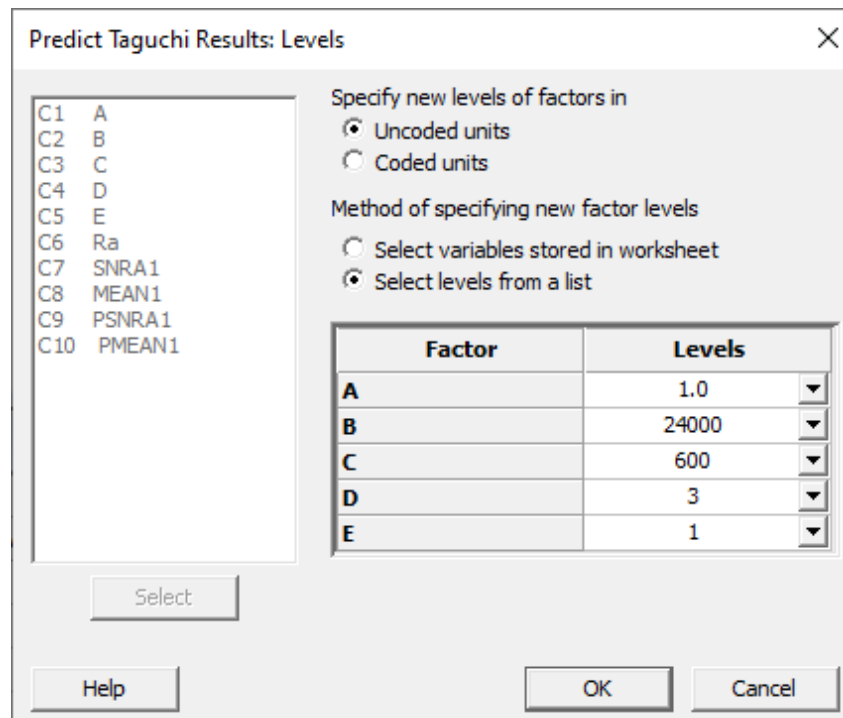 Predict Taguchi Results: Levels
C1 A
C2 B
C3 C
C4 D
C5 E
C6 Ra
C7 SNRA1
C8 MEAN1
C9 PSNRA1
C10 PMEAN1
Select
Specify new levels of factors in
Uncoded units
Coded units
Method of specifying new factor levels
Select variables stored in worksheet
Select levels from a list
Factor Levels
A 1.0
B 24000
C 600
D 3
E 1
Help OK Cancel